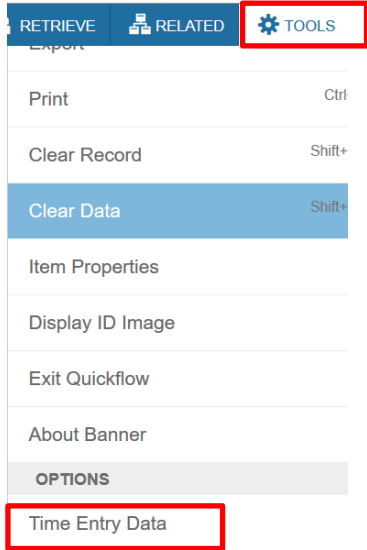 RETRIEVE RELATED TOOLS
Export
Print Ctrl
Clear Record Shift+
Clear Data Shift+
Item Properties
Display ID Image
Exit Quickflow
About Banner
OPTIONS
Time Entry Data